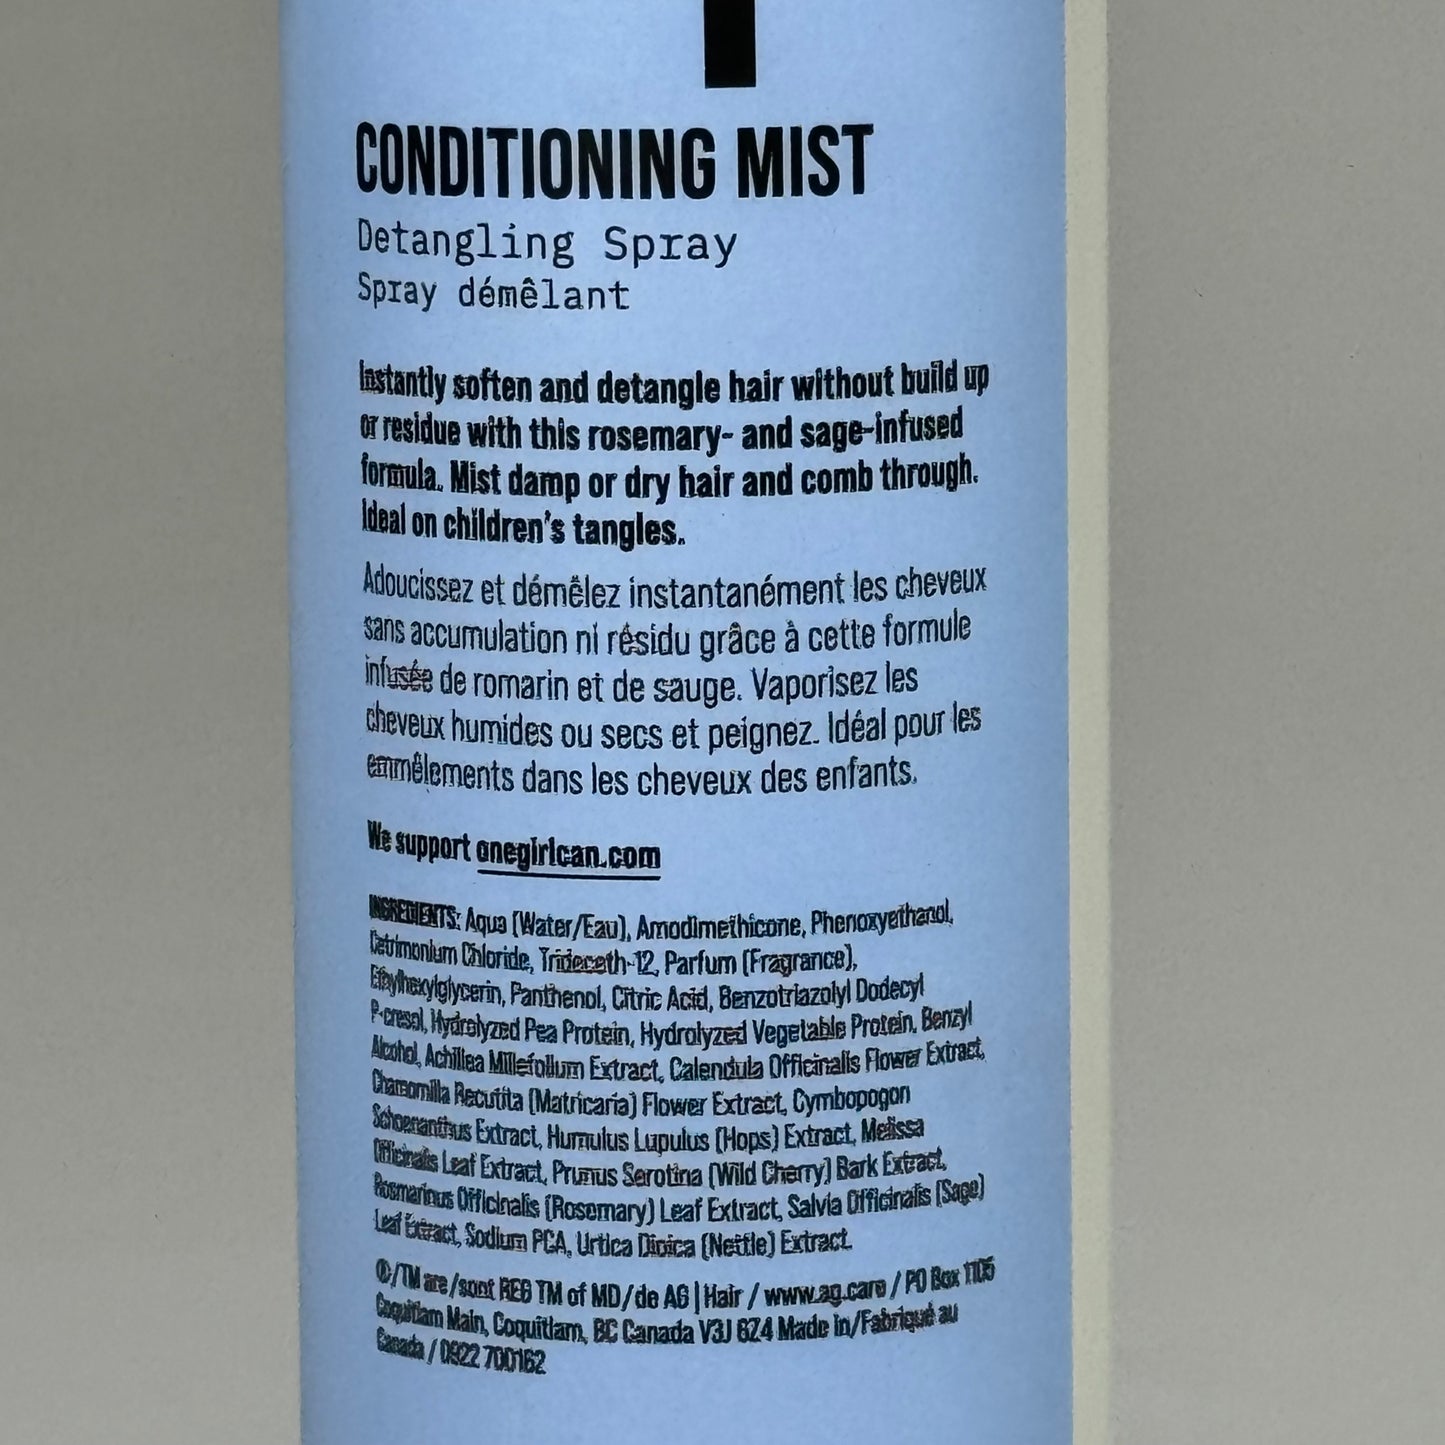 CONDITIONING MIST
Detangling Spray
Spray démêlant
Instantly soften and detangle hair without build up
or residue with this rosemary- and sage-infused
formula. Mist damp or dry hair and comb through.
Ideal on children's tangles.
Adoucissez et démêlez instantanément les cheveux
sans accumulation ni résidu grâce à cette formule
infusée de romarin et de sauge. Vaporisez les
cheveux humides ou secs et peignez. Idéal pour les
emmêlements dans les cheveux des enfants.
We support onegirlcan.com
INGREDIENTS: Aqua (Water/Eau), Amodimethicone, Phenoxyethanol,
Cetrimonium Chloride, Trideceth-12, Parfum (Fragrance),
Ethylhexylglycerin, Panthenol, Citric Acid, Benzotriazolyl Dodecyl
P-cresol, Hydrolyzed Pea Protein, Hydrolyzed Vegetable Protein, Benzyl
Alcohol, Achillea Millefolium Extract, Calendula Officinalis Flower Extract,
Chamomilla Recutita (Matricaria) Flower Extract, Cymbopogon
Schoenanthus Extract, Humulus Lupulus (Hops) Extract, Melissa
Officinalis Leaf Extract, Prunus Serotina (Wild Cherry) Bark Extract,
Rosmarinus Officinalis (Rosemary) Leaf Extract, Salvia Officinalis (Sage)
Leaf Extract, Sodium PCA, Urtica Dioica (Nettle) Extract.
®/TM are/sont REG TM of MD/de AG | Hair / www.ag.care / PO Box 1105
Coquitlam Main, Coquitlam, BC Canada V3J 6Z4 Made in/Fabriqué au
Canada / 0922 700162